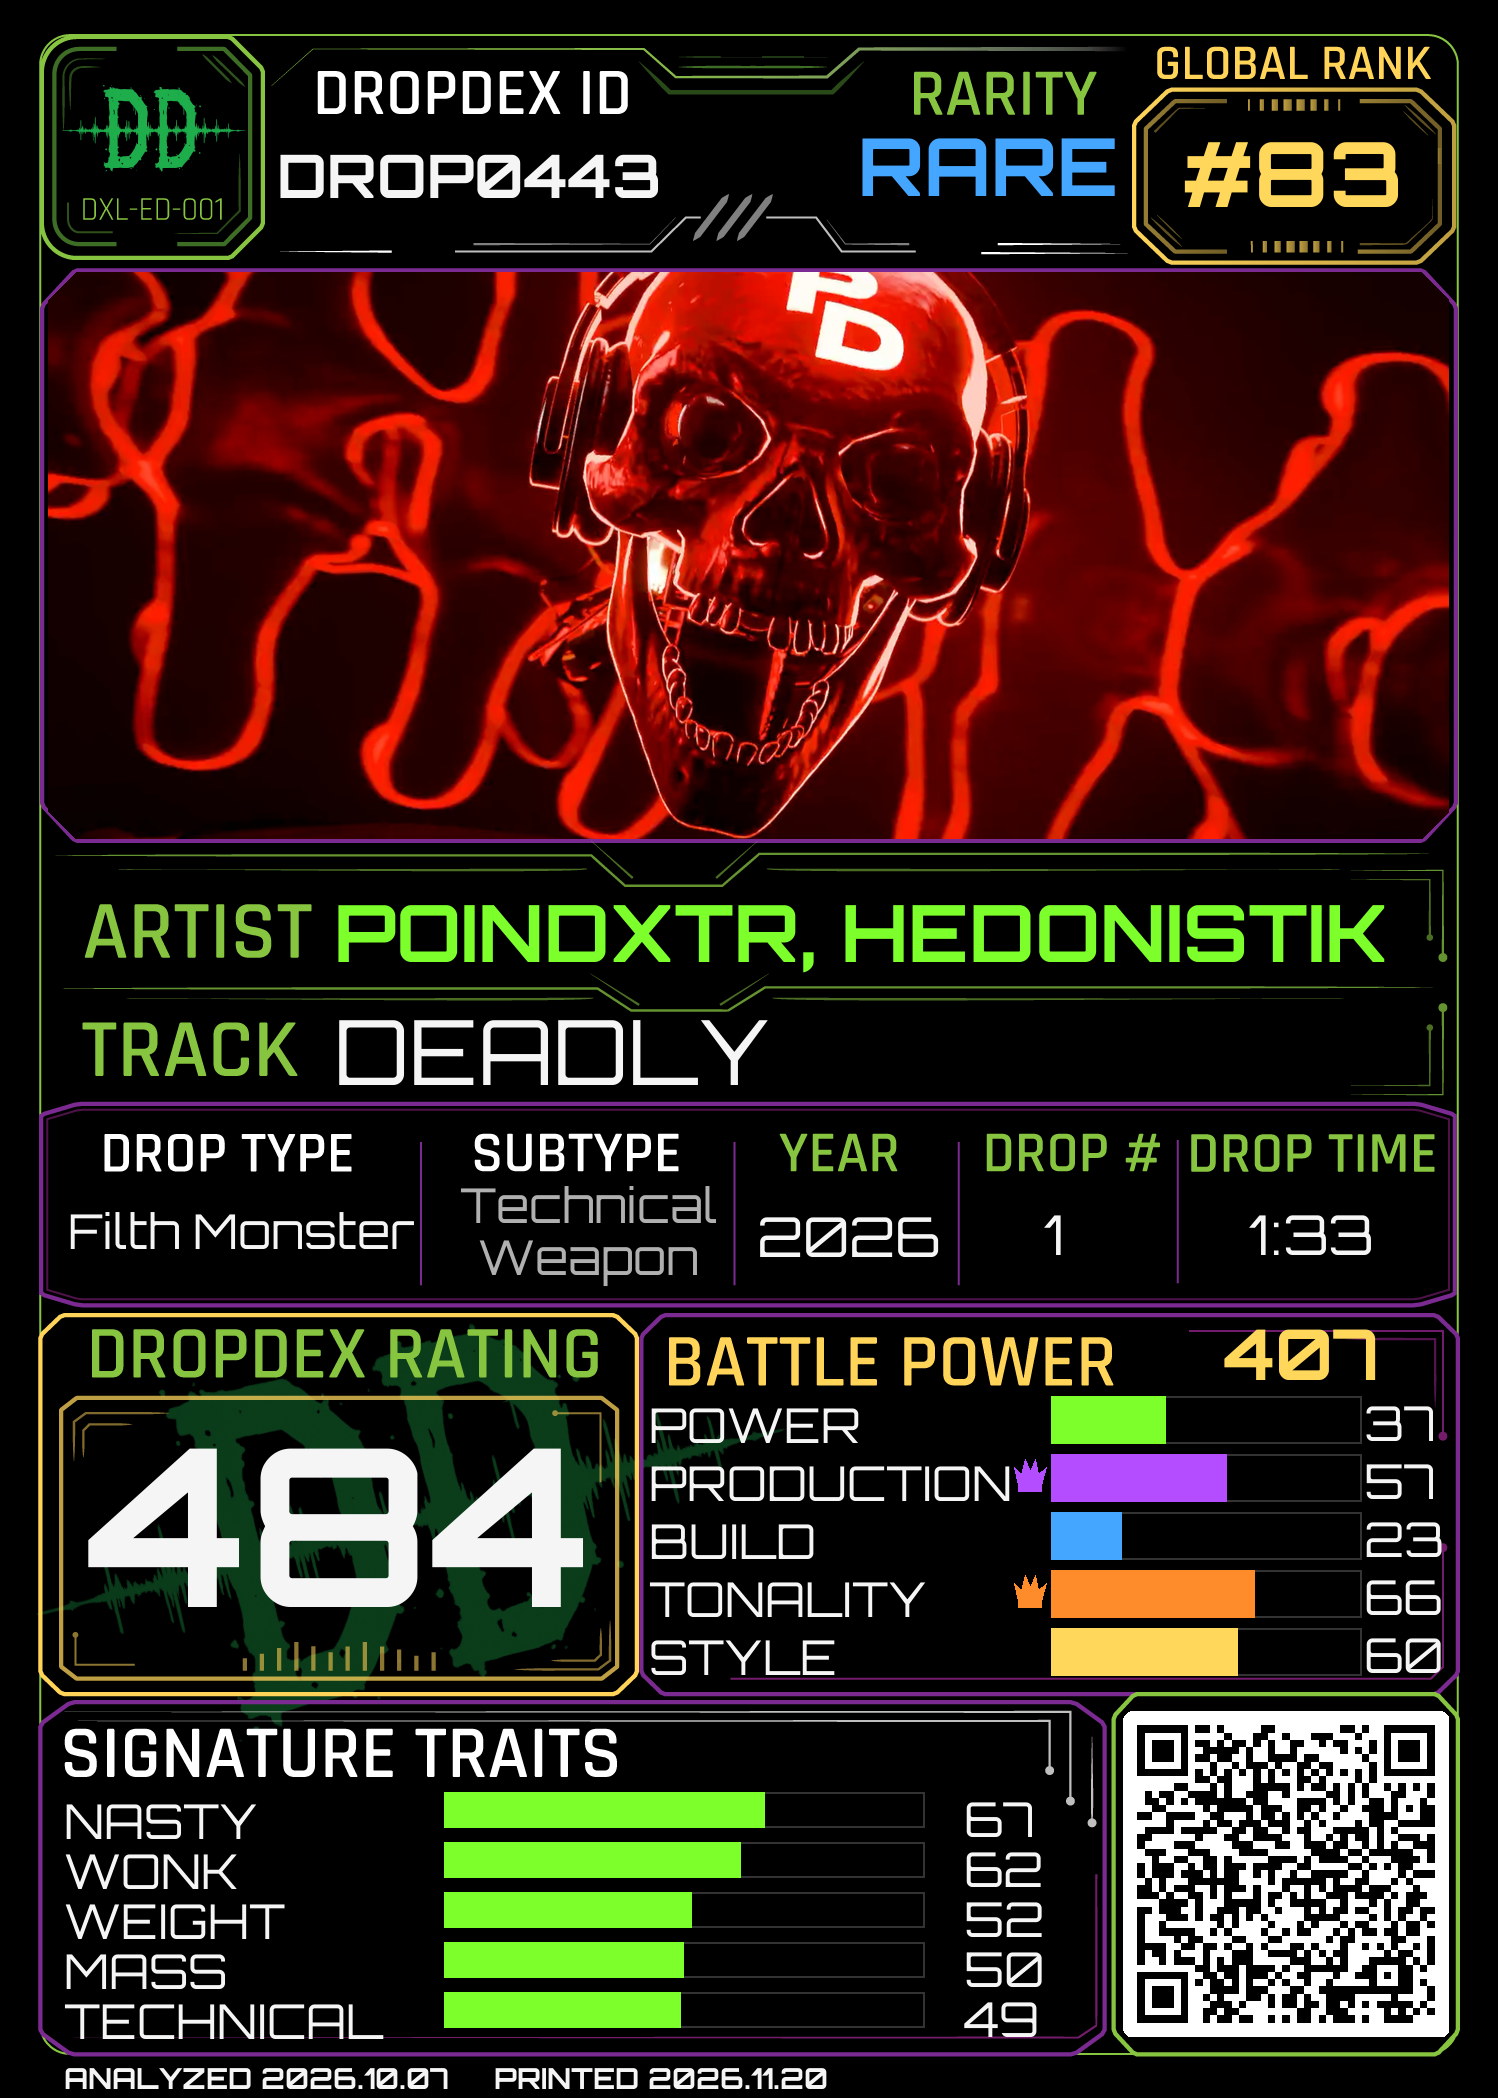 DD
DXL-ED-001
DROPDEX ID
DROP0443
RARITY
RARE
GLOBAL RANK
#83
PD
ARTIST POINDXTR, HEDONISTIK
TRACK DEADLY
DROP TYPE
Filth Monster
SUBTYPE
Technical
Weapon
YEAR
2026
DROP #
1
DROP TIME
1:33
DROPDEX RATING
484
BATTLE POWER 407
POWER 37
PRODUCTION 57
BUILD 23
TONALITY 66
STYLE 60
SIGNATURE TRAITS
NASTY 67
WONK 62
WEIGHT 52
MASS 50
TECHNICAL 49
ANALYZED 2026.10.07 PRINTED 2026.11.20